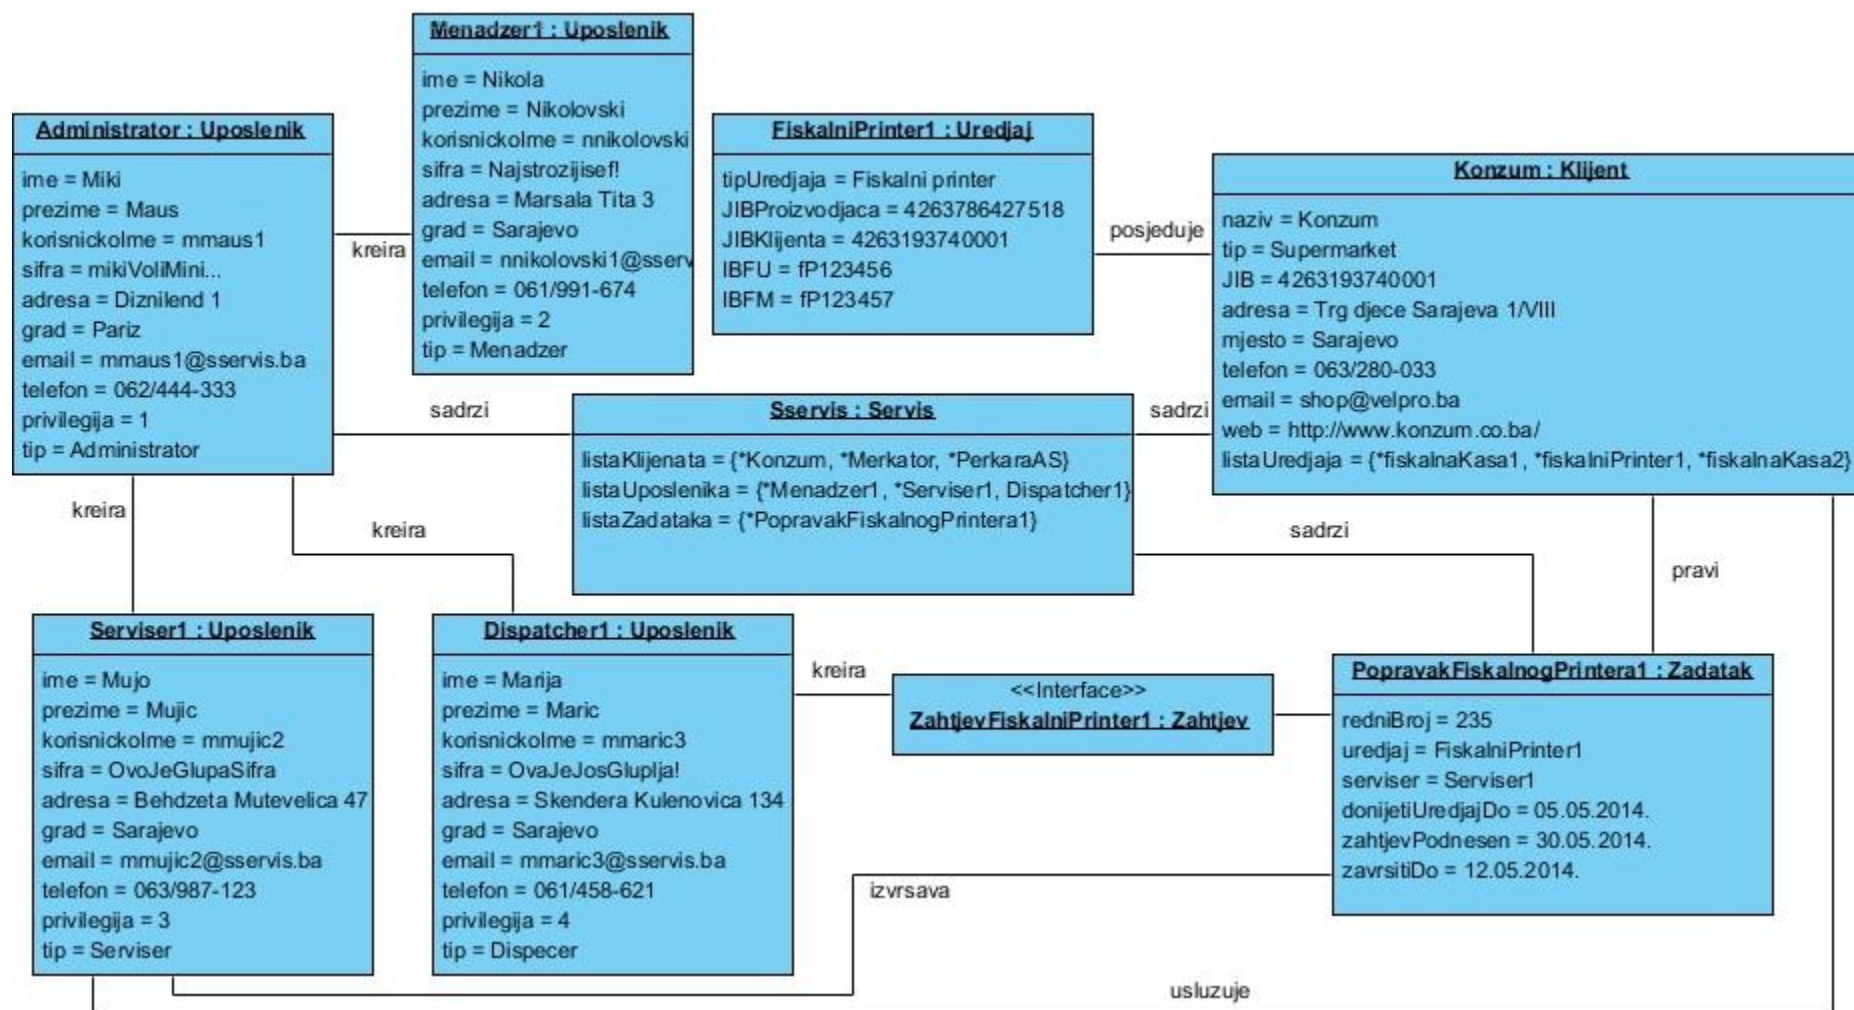 Menadzer1 : Uposlenik
ime = Nikola
prezime = Nikolovski
korisnickoIme = nnikolovski
sifra = Najstrozijisef!
adresa = Marsala Tita 3
grad = Sarajevo
email = nnikolovski1@sserv
telefon = 061/991-674
privilegija = 2
tip = Menadzer
Administrator : Uposlenik
ime = Miki
prezime = Maus
korisnickoIme = mmaus1
sifra = mikiVoliMini...
adresa = Diznilend 1
grad = Pariz
email = mmaus1@sservis.ba
telefon = 062/444-333
privilegija = 1
tip = Administrator
kreira
FiskalniPrinter1 : Uredjaj
tipUredjaja = Fiskalni printer
JIBProizvodjaca = 4263786427518
JIBKlijenta = 4263193740001
IBFU = fP123456
IBFM = fP123457
posjeduje
Konzum : Klijent
naziv = Konzum
tip = Supermarket
JIB = 4263193740001
adresa = Trg djece Sarajeva 1/VIII
mjesto = Sarajevo
telefon = 063/280-033
email = shop@velpro.ba
web = http://www.konzum.co.ba/
listaUredjaja = {*fiskalnaKasa1, *fiskalniPrinter1, *fiskalnaKasa2}
sadrzi
Sservis : Servis
listaKlijenata = {*Konzum, *Merkator, *PerkaraAS}
listaUposlenika = {*Menadzer1, *Serviser1, Dispatcher1}
listaZadataka = {*PopravakFiskalnogPrintera1}
sadrzi
kreira
kreira
sadrzi
pravi
Serviser1 : Uposlenik
ime = Mujo
prezime = Mujic
korisnickoIme = mmujic2
sifra = OvoJeGlupaSifra
adresa = Behdzeta Mutevelica 47
grad = Sarajevo
email = mmujic2@sservis.ba
telefon = 063/987-123
privilegija = 3
tip = Serviser
Dispatcher1 : Uposlenik
ime = Marija
prezime = Maric
korisnickoIme = mmaric3
sifra = OvaJeJosGluplja!
adresa = Skendera Kulenovica 134
grad = Sarajevo
email = mmaric3@sservis.ba
telefon = 061/458-621
privilegija = 4
tip = Dispecer
kreira
<<Interface>>
ZahtjevFiskalniPrinter1 : Zahtjev
PopravakFiskalnogPrintera1 : Zadatak
redniBroj = 235
uredjaj = FiskalniPrinter1
serviser = Serviser1
donijetiUredjajDo = 05.05.2014.
zahtjevPodnesen = 30.05.2014.
zavrsitiDo = 12.05.2014.
izvrsava
usluzuje